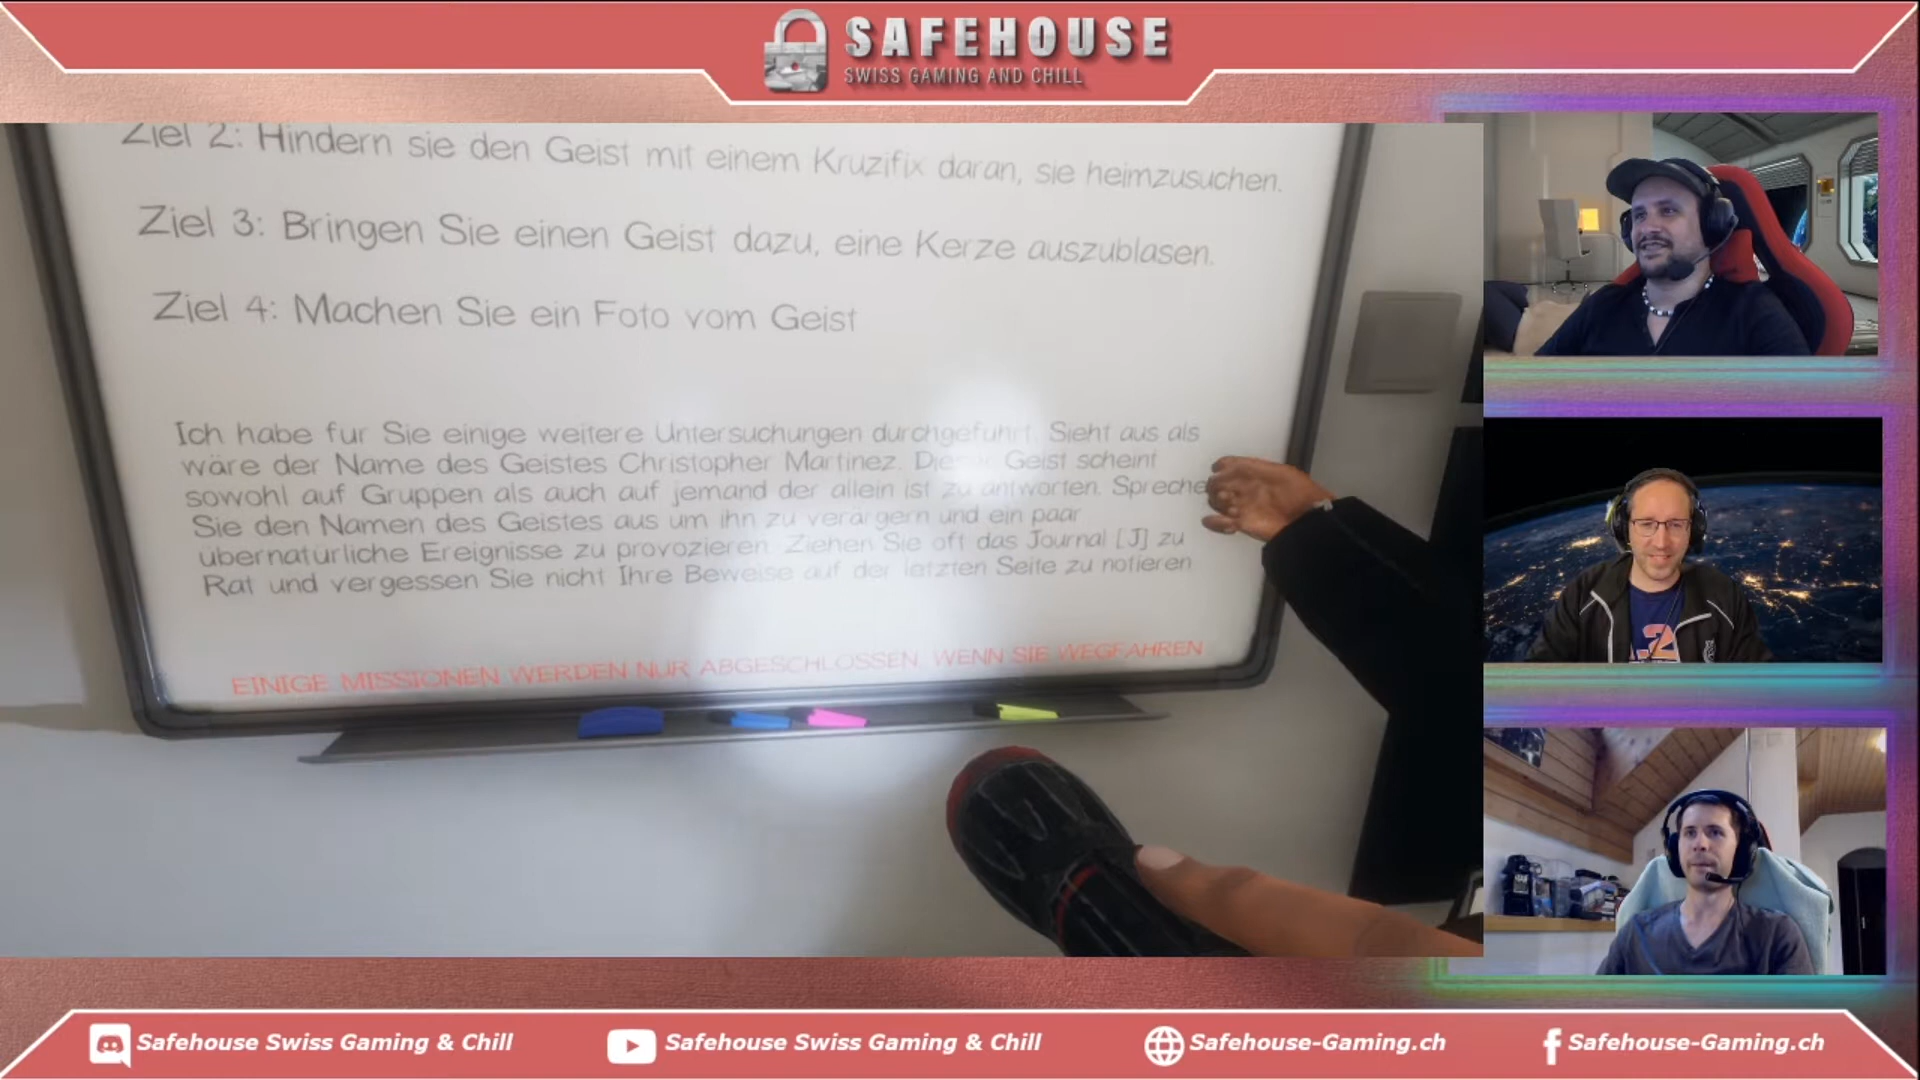 SAFEHOUSE
SWISS GAMING AND CHILL
Ziel 2: Hindern sie den Geist mit einem Kruzifix daran, sie heimzusuchen.
Ziel 3: Bringen Sie einen Geist dazu, eine Kerze auszublasen.
Ziel 4: Machen Sie ein Foto vom Geist
Ich habe fur Sie einige weitere Untersuchungen durchgefuhrt. Sieht aus als
wäre der Name des Geistes Christopher Martinez. Dieser Geist scheint
sowohl auf Gruppen als auch auf jemand der allein ist zu antworten. Spreche
Sie den Namen des Geistes aus um ihn zu verärgern und ein paar
übernaturliche Ereignisse zu provozieren. Ziehen Sie oft das Journal [J] zu
Rat und vergessen Sie nicht Ihre Beweise auf der letzten Seite zu notieren
EINIGE MISSIONEN WERDEN NUR ABGESCHLOSSEN, WENN SIE WEGFAHREN
2
Safehouse Swiss Gaming & Chill
Safehouse Swiss Gaming & Chill
Safehouse-Gaming.ch
Safehouse-Gaming.ch